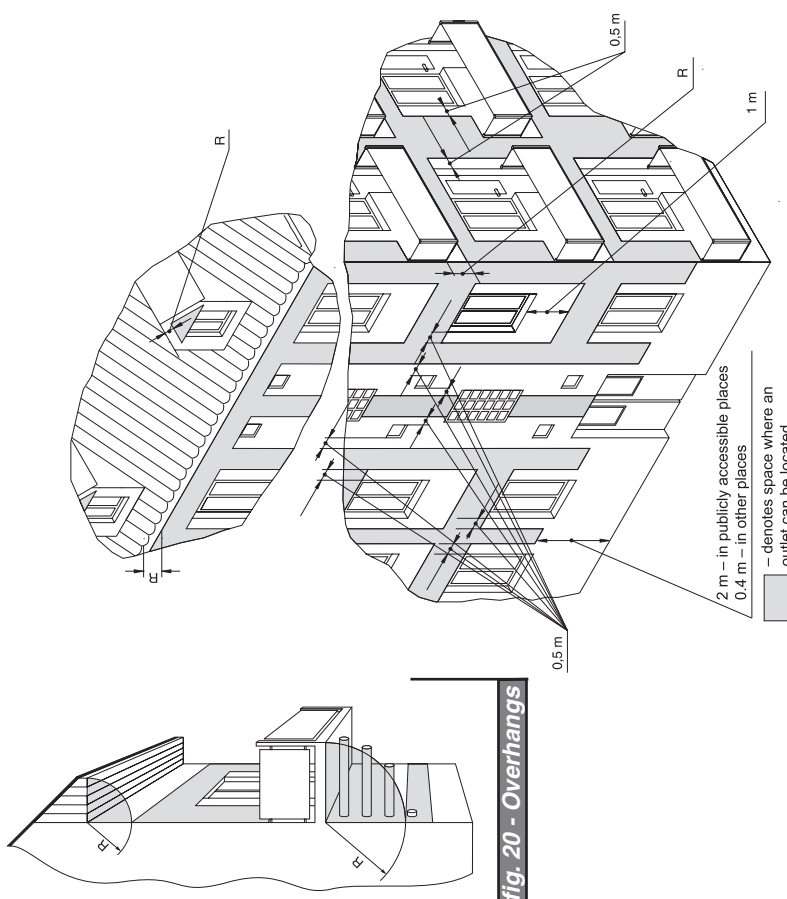 R
R
R
fig. 20 - Overhangs
R
R
0,5 m
R
1 m
0,5 m
2 m – in publicly accessible places
0.4 m – in other places
– denotes space where an
outlet can be located